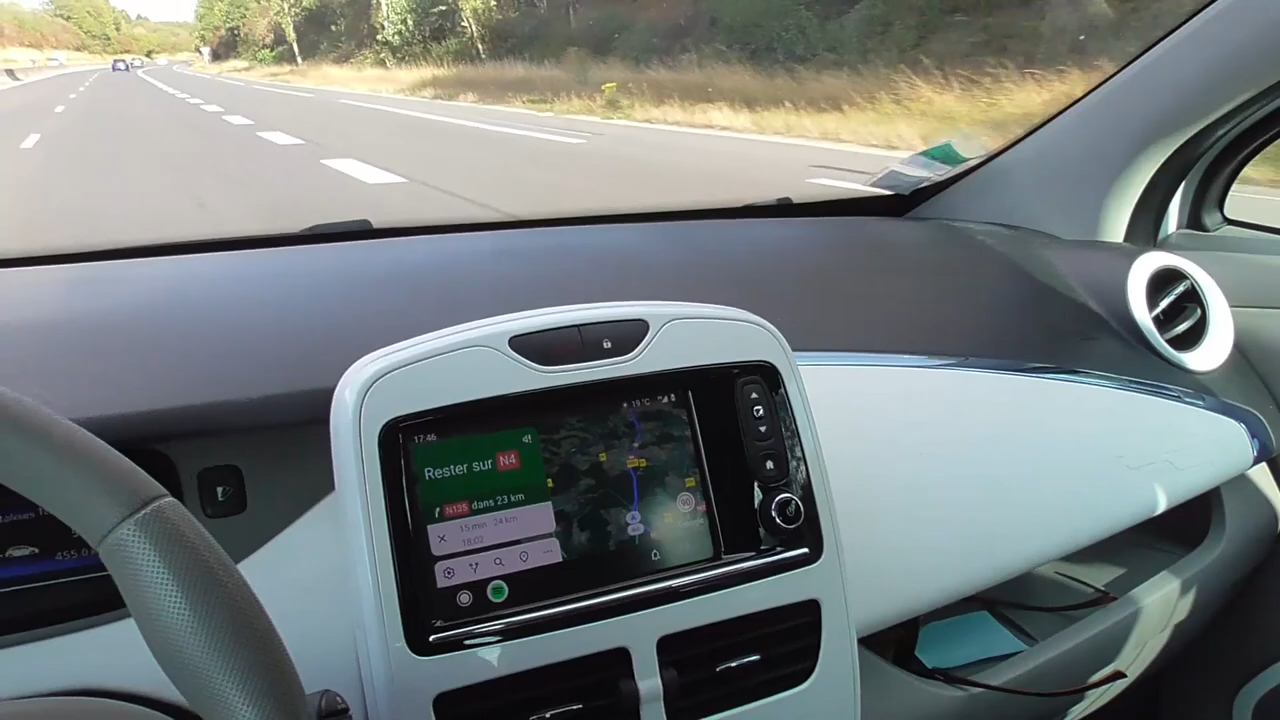 19°C
17:46
Rester sur N4
N135 dans 23 km
15 min 24 km
18:02
455.0